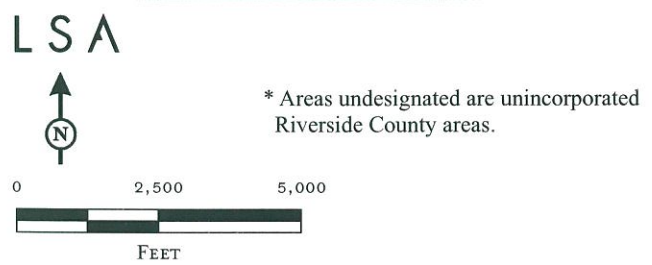 LSA
N
* Areas undesignated are unincorporated
Riverside County areas.
0 2,500 5,000
FEET